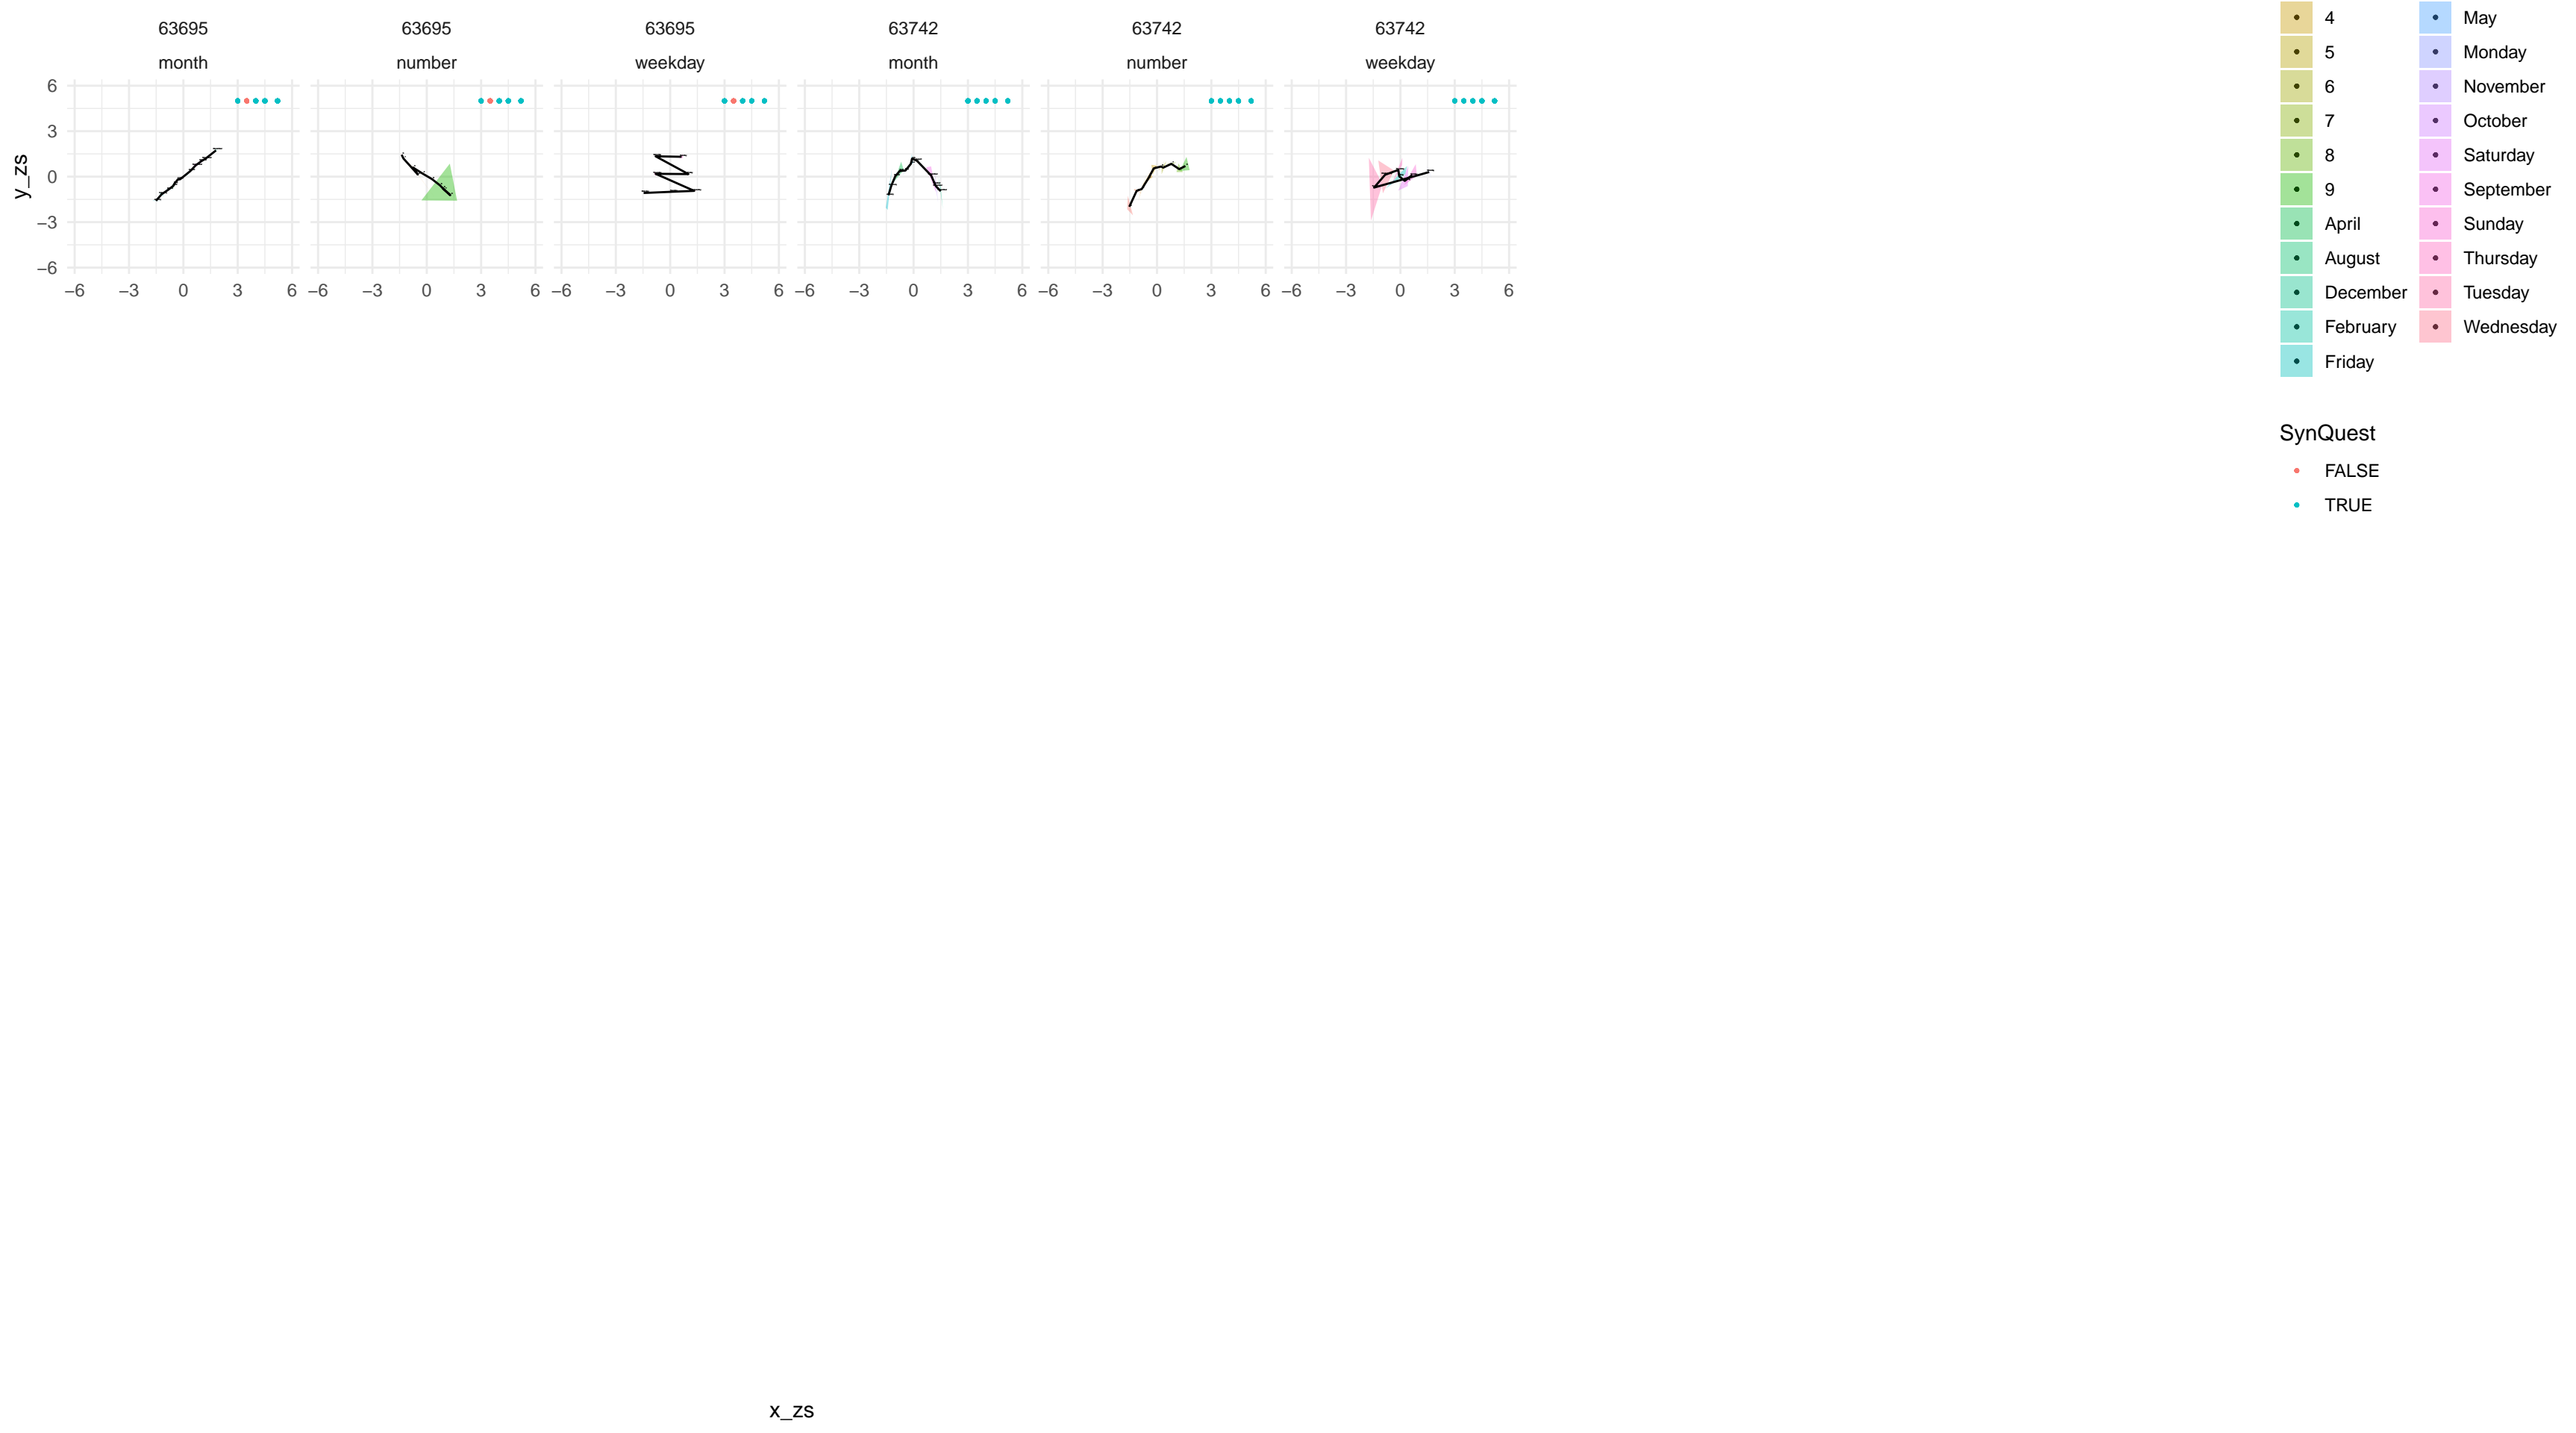 63695 63695 63695 63742 63742 63742
month number weekday month number weekday
y_zs
6
3
0
−3
−6
−6 −3 0 3 6 −6 −3 0 3 6 −6 −3 0 3 6 −6 −3 0 3 6 −6 −3 0 3 6 −6 −3 0 3 6
x_zs
4
5
6
7
8
9
April
August
December
February
Friday
May
Monday
November
October
Saturday
September
Sunday
Thursday
Tuesday
Wednesday
SynQuest
FALSE
TRUE